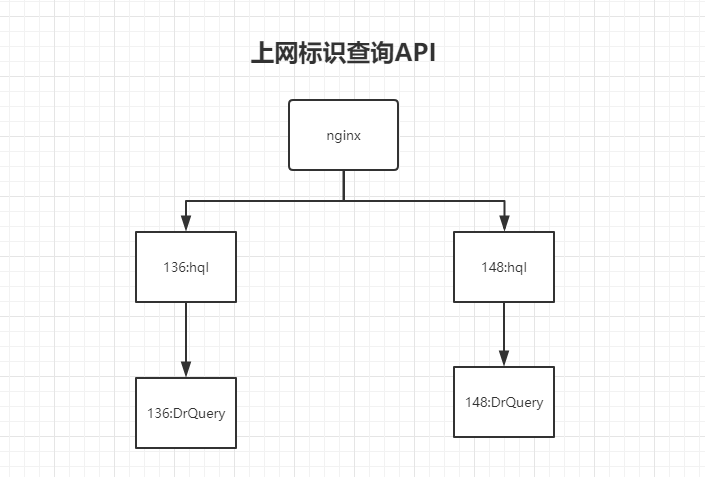 上网标识查询API
nginx
136:hql
148:hql
136:DrQuery
148:DrQuery